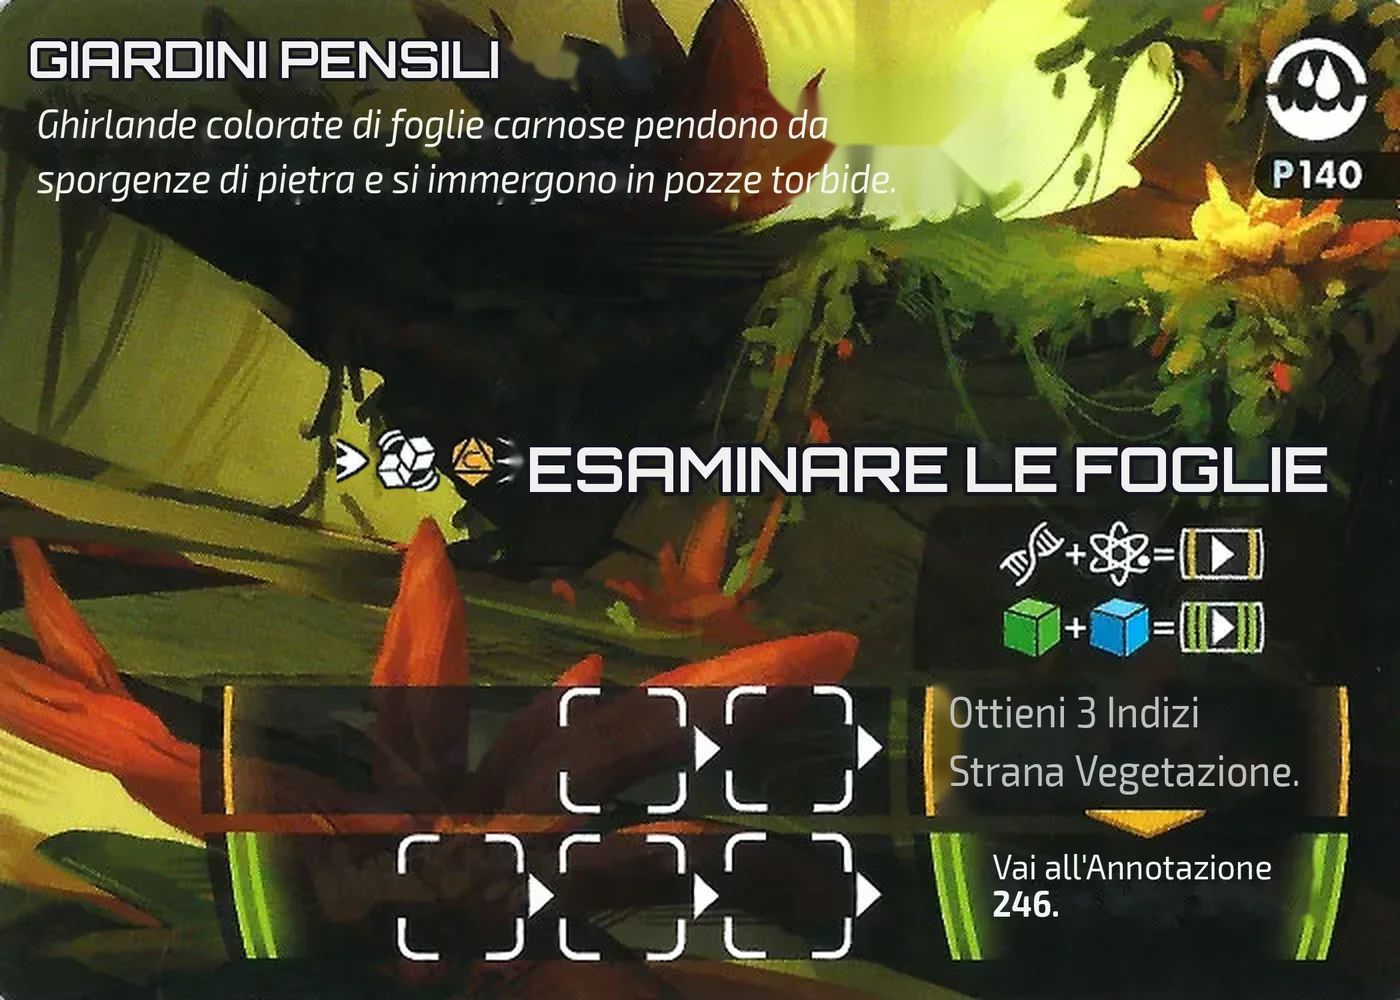 GIARDINI PENSILI
Ghirlande colorate di foglie carnose pendono da
sporgenze di pietra e si immergono in pozze torbide.
P140
ESAMINARE LE FOGLIE
Ottieni 3 Indizi
Strana Vegetazione.
Vai all'Annotazione
246.